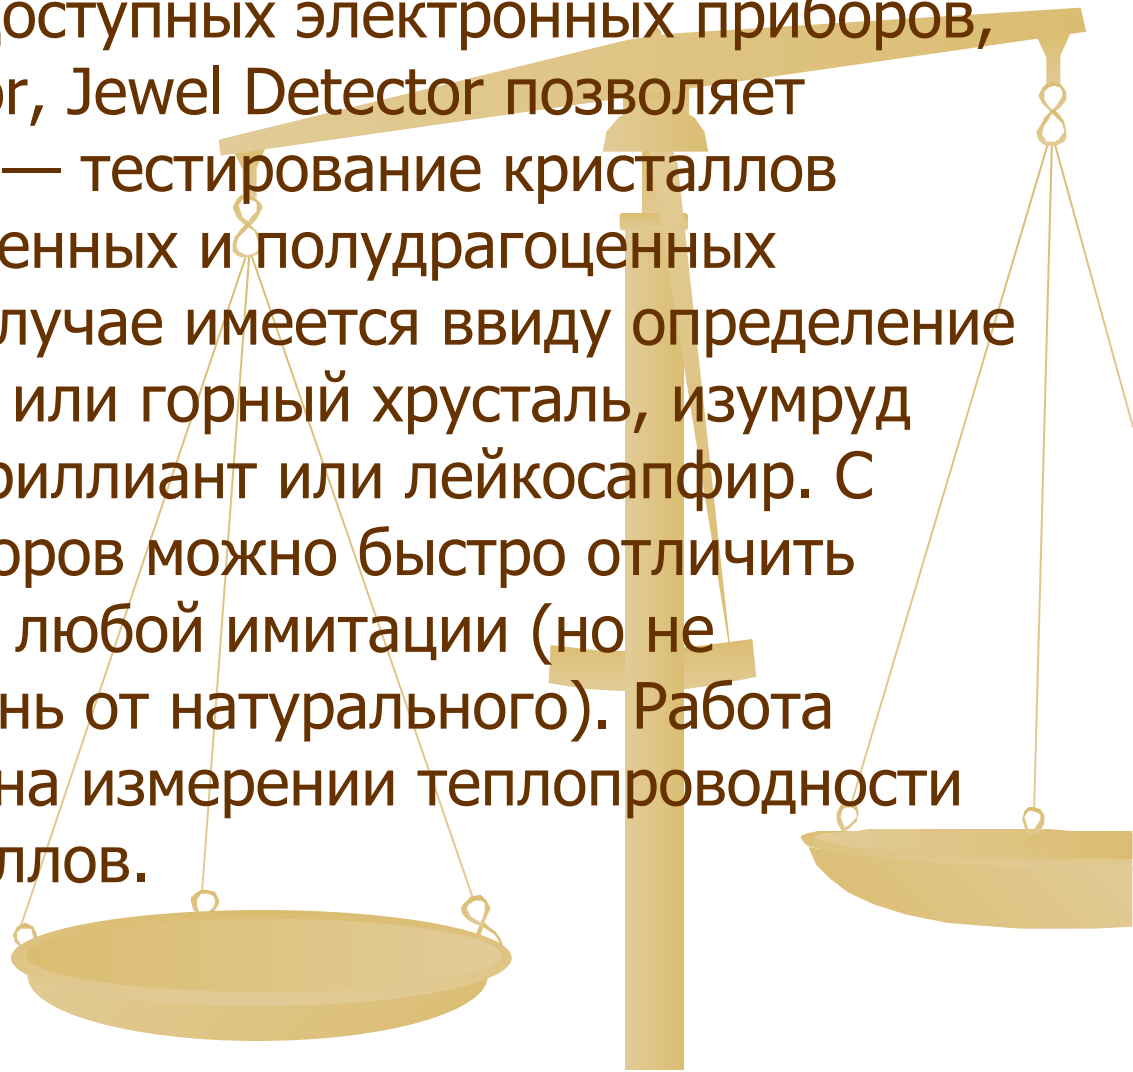 доступных электронных приборов,
or, Jewel Detector позволяет
— тестирование кристаллов
енных и полудрагоценных
лучае имеется ввиду определение
или горный хрусталь, изумруд
риллиант или лейкосапфир. С
оров можно быстро отличить
любой имитации (но не
нь от натурального). Работа
на измерении теплопроводности
ллов.